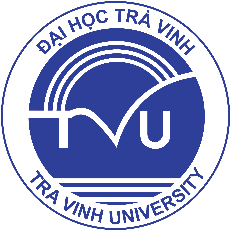 ĐẠI HỌC TRÀ VINH
TVU
TRA VINH UNIVERSITY